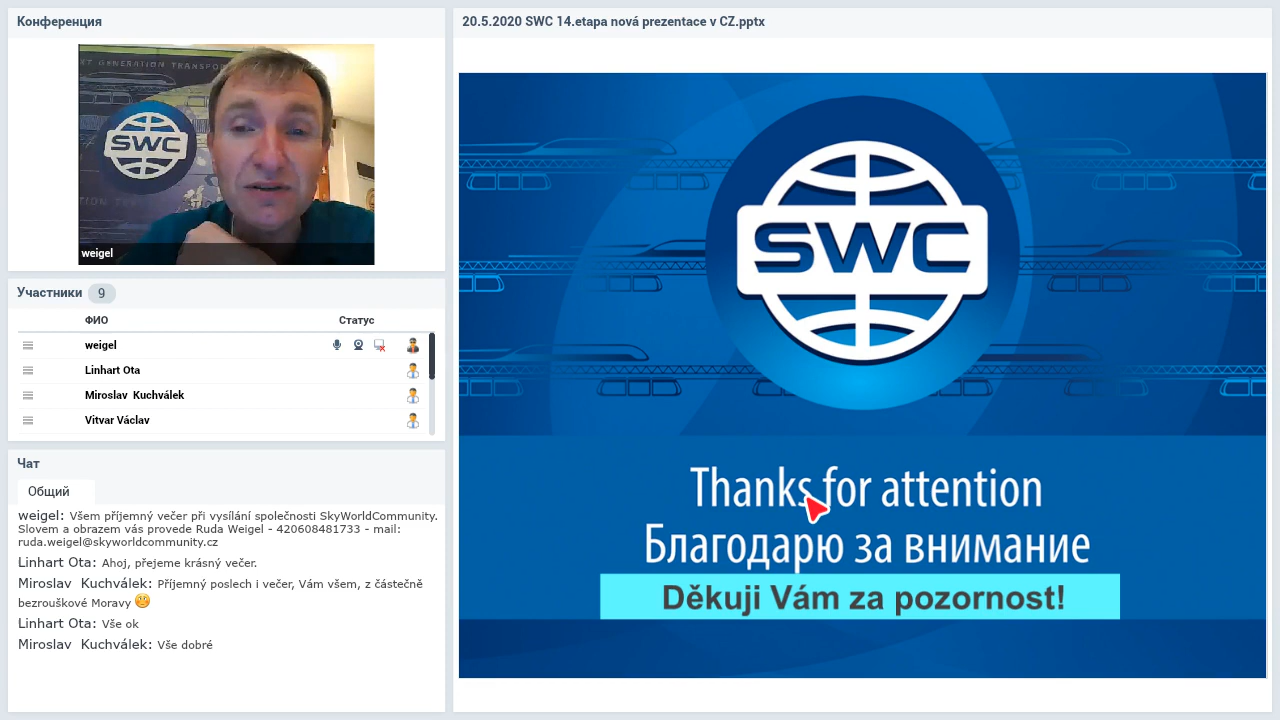 Конференция
NEXT GENERATION TRANSPOR
SWC
weigel
Участники 9
ФИО Статус
weigel
Linhart Ota
Miroslav Kuchválek
Vitvar Václav
Чат
Общий
weigel: Všem příjemný večer při vysílání společnosti SkyWorldCommunity.
Slovem a obrazem vás provede Ruda Weigel - 420608481733 - mail:
ruda.weigel@skyworldcommunity.cz
Linhart Ota: Ahoj, přejeme krásný večer.
Miroslav Kuchválek: Příjemný poslech i večer, Vám všem, z částečně
bezrouškové Moravy
Linhart Ota: Vše ok
Miroslav Kuchválek: Vše dobré
20.5.2020 SWC 14.etapa nová prezentace v CZ.pptx
SWC
Thanks for attention
Благодарю за внимание
Děkuji Vám za pozornost!